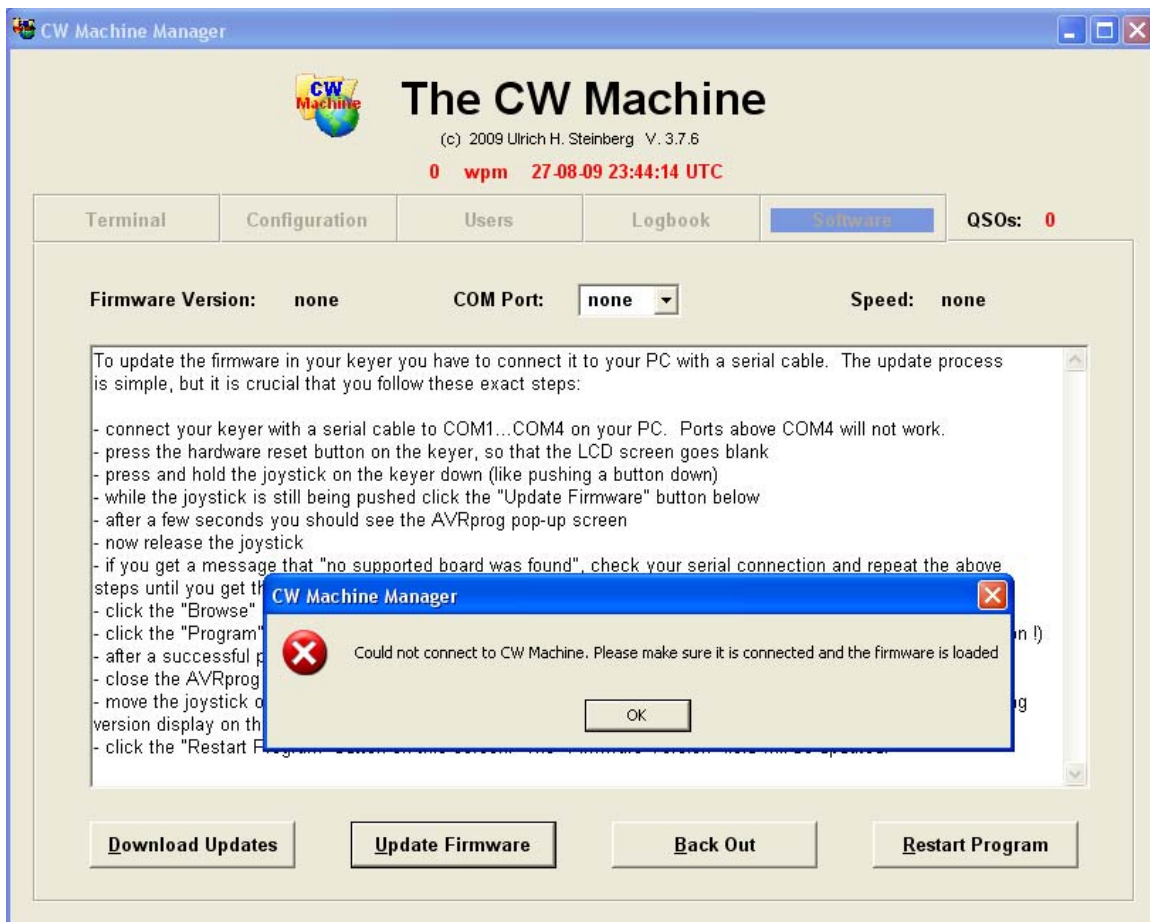 CW Machine Manager
CW
Machine
The CW Machine
(c) 2009 Ulrich H. Steinberg V. 3.7.6
0 wpm 27-08-09 23:44:14 UTC
Terminal Configuration Users Logbook Software QSOs: 0
Firmware Version: none COM Port: none Speed: none
To update the firmware in your keyer you have to connect it to your PC with a serial cable. The update process
is simple, but it is crucial that you follow these exact steps:
- connect your keyer with a serial cable to COM1...COM4 on your PC. Ports above COM4 will not work.
- press the hardware reset button on the keyer, so that the LCD screen goes blank
- press and hold the joystick on the keyer down (like pushing a button down)
- while the joystick is still being pushed click the "Update Firmware" button below
- after a few seconds you should see the AVRprog pop-up screen
- now release the joystick
- if you get a message that "no supported board was found", check your serial connection and repeat the above
steps until you get
- click the "Browse"
- click the "Program" !)
- after a successful
- close the AVRprog
- move the joystick
version display on
- click the "Restart
CW Machine Manager
Could not connect to CW Machine. Please make sure it is connected and the firmware is loaded
OK
Download Updates Update Firmware Back Out Restart Program